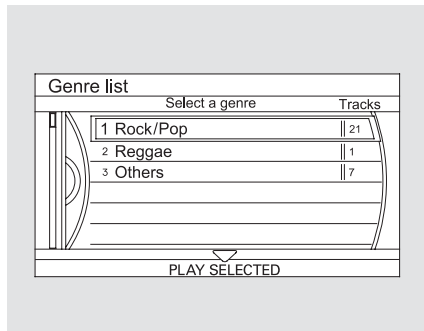 Genre list
Select a genre Tracks
1 Rock/Pop 21
2 Reggae 1
3 Others 7
PLAY SELECTED